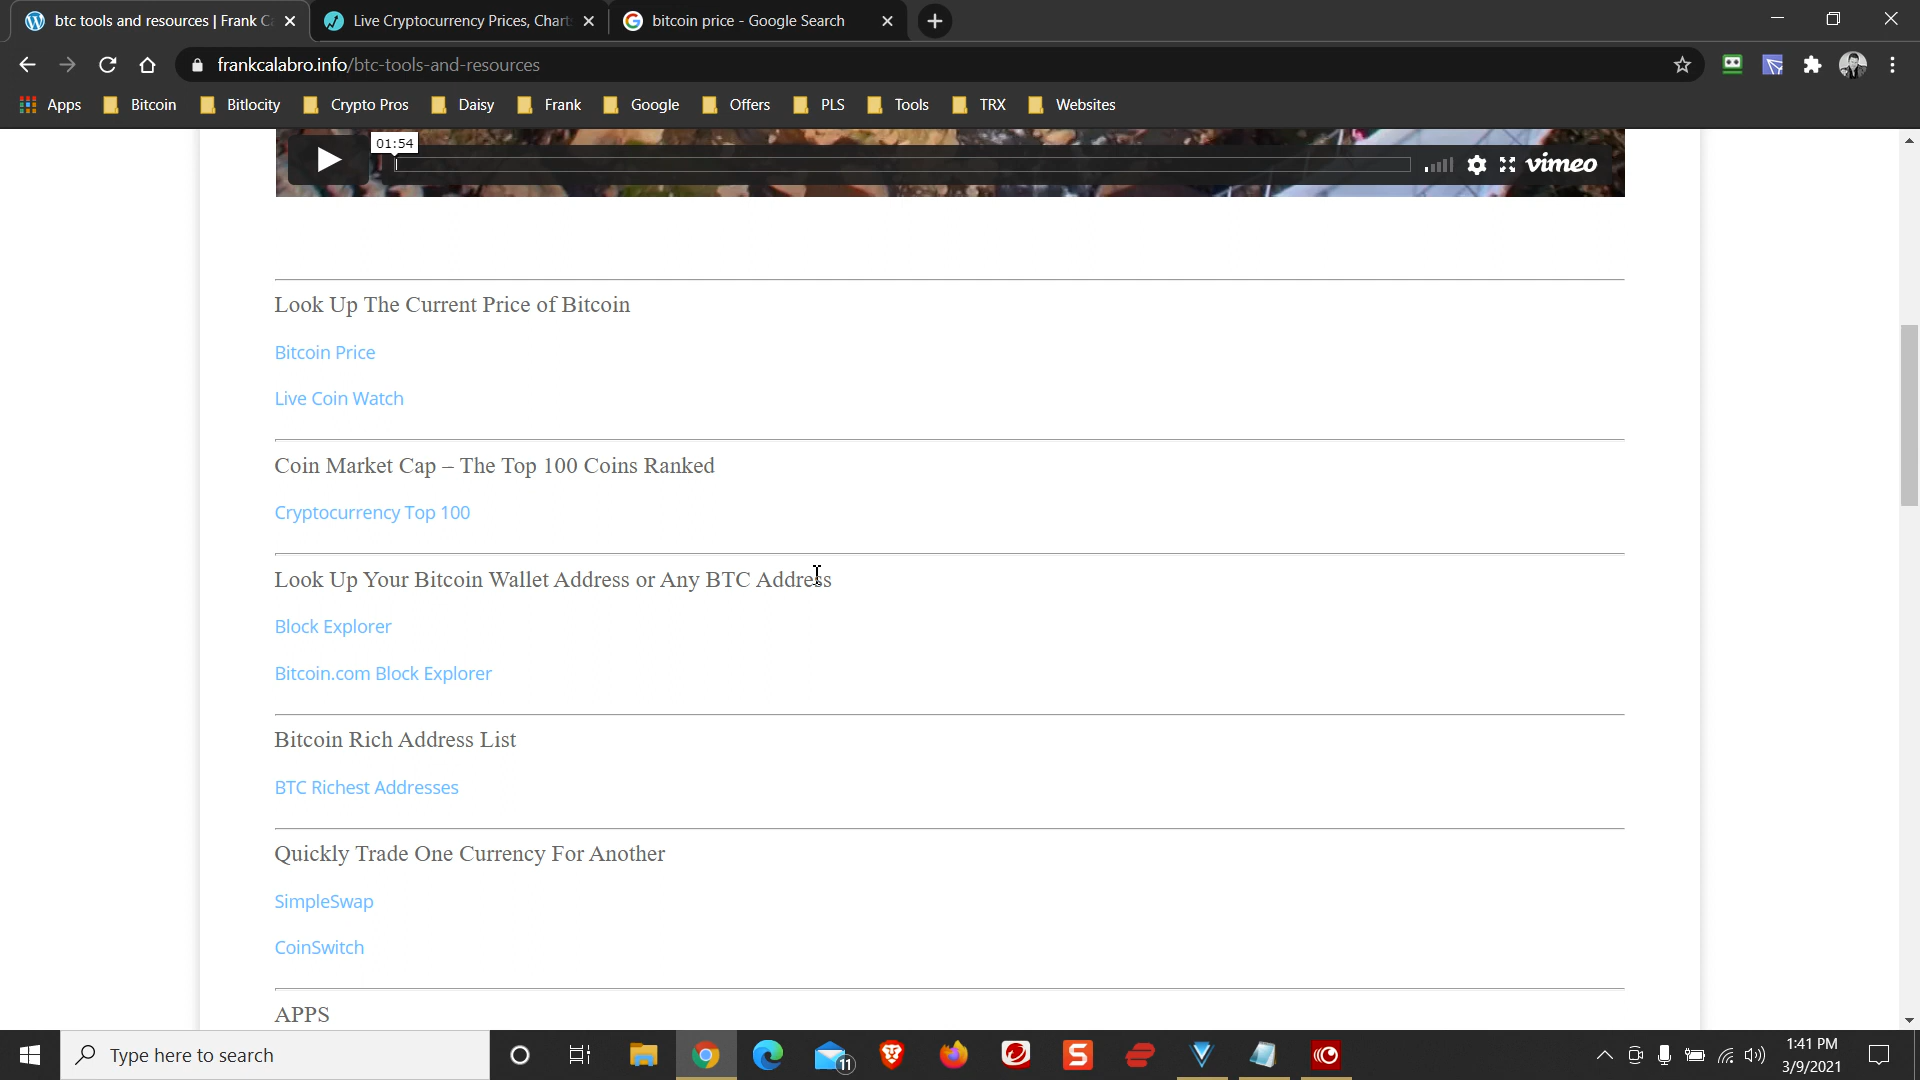 btc tools and resources | Frank C
Live Cryptocurrency Prices, Chart
bitcoin price - Google Search
frankcalabro.info/btc-tools-and-resources
Apps
Bitcoin
Bitlocity
Crypto Pros
Daisy
Frank
Google
Offers
PLS
Tools
TRX
Websites
01:54
vimeo
Look Up The Current Price of Bitcoin
Bitcoin Price
Live Coin Watch
Coin Market Cap – The Top 100 Coins Ranked
Cryptocurrency Top 100
Look Up Your Bitcoin Wallet Address or Any BTC Address
Block Explorer
Bitcoin.com Block Explorer
Bitcoin Rich Address List
BTC Richest Addresses
Quickly Trade One Currency For Another
SimpleSwap
CoinSwitch
APPS
Type here to search
11
1:41 PM
3/9/2021